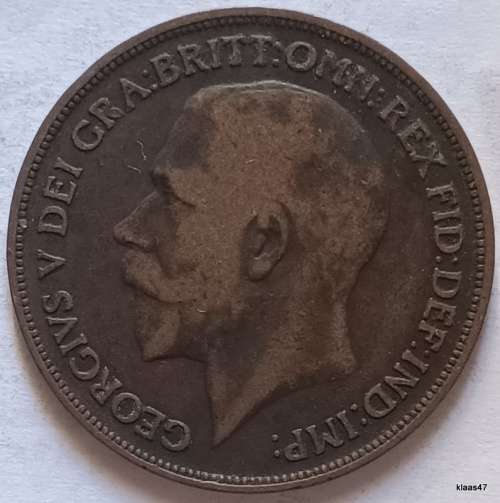 GEORGIVS V DEI GRA:BRITT:OMN:REX FID:DEF:IND:IMP:
klaas47